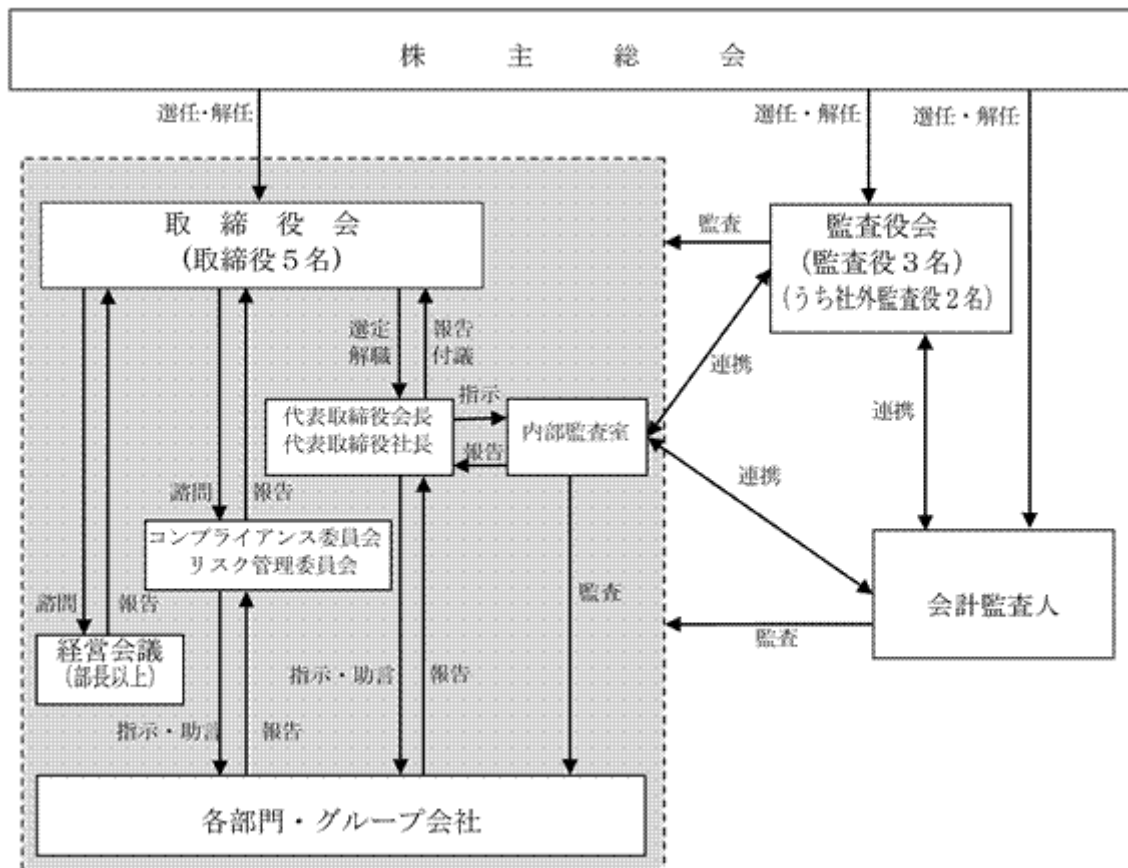 株主総会
選任・解任
選任・解任
選任・解任
取締役会
(取締役5名)
監査
監査役会
(監査役3名)
(うち社外監査役2名)
選定
解職
報告
付議
連携
連携
指示
代表取締役会長
代表取締役社長
内部監査室
報告
連携
諮問
報告
コンプライアンス委員会
リスク管理委員会
監査
会計監査人
諮問
報告
監査
経営会議
(部長以上)
指示・助言
報告
指示・助言
報告
各部門・グループ会社